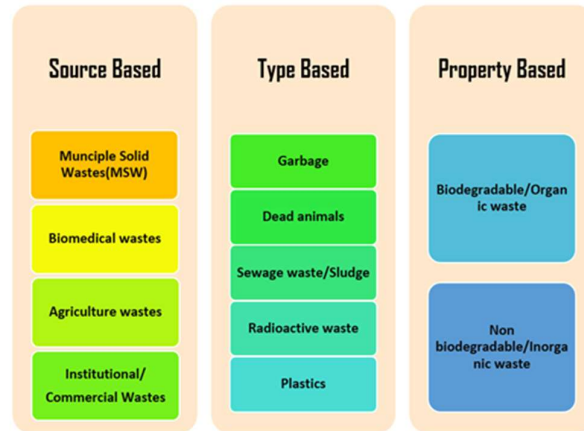 Source Based
Munciple Solid
Wastes(MSW)
Biomedical wastes
Agriculture wastes
Institutional/
Commercial Wastes
Type Based
Garbage
Dead animals
Sewage waste/Sludge
Radioactive waste
Plastics
Property Based
Biodegradable/Organ
ic waste
Non
biodegradable/Inorga
nic waste